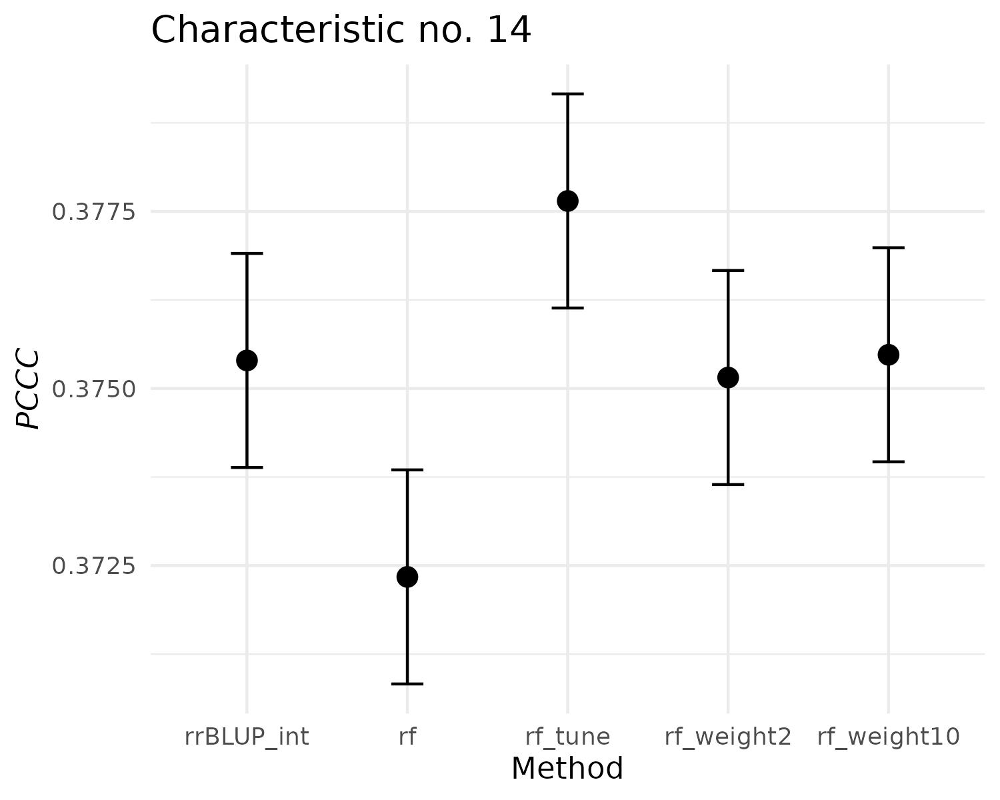 Characteristic no. 14
PCCC
0.3775
0.3750
0.3725
rrBLUP_int rf rf_tune rf_weight2 rf_weight10
Method